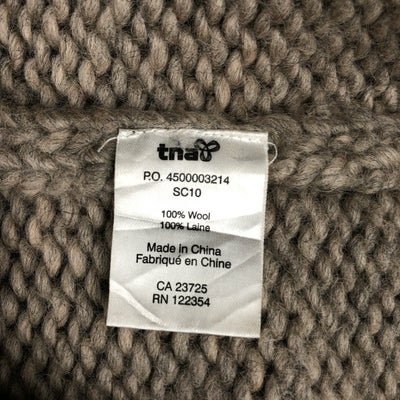 tna
P.O. 4500003214
SC10
100% Wool
100% Laine
Made in China
Fabriqué en Chine
CA 23725
RN 122354